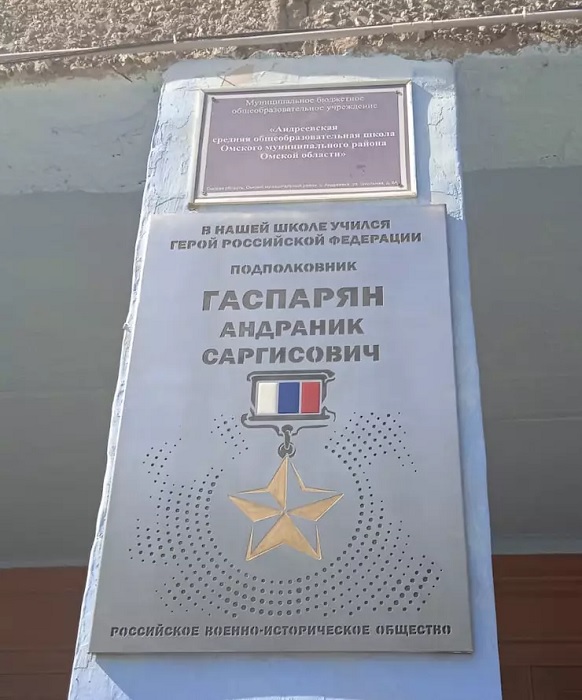 Муниципальное бюджетное
общеобразовательное учреждение
«Андреевская
средняя общеобразовательная школа
Омского муниципального района
Омской области»
В НАШЕЙ ШКОЛЕ УЧИЛСЯ
ГЕРОЙ РОССИЙСКОЙ ФЕДЕРАЦИИ
ПОДПОЛКОВНИК
ГАСПАРЯН
АНДРАНИК
САРГИСОВИЧ
РОССИЙСКОЕ ВОЕННО-ИСТОРИЧЕСКОЕ ОБЩЕСТВО